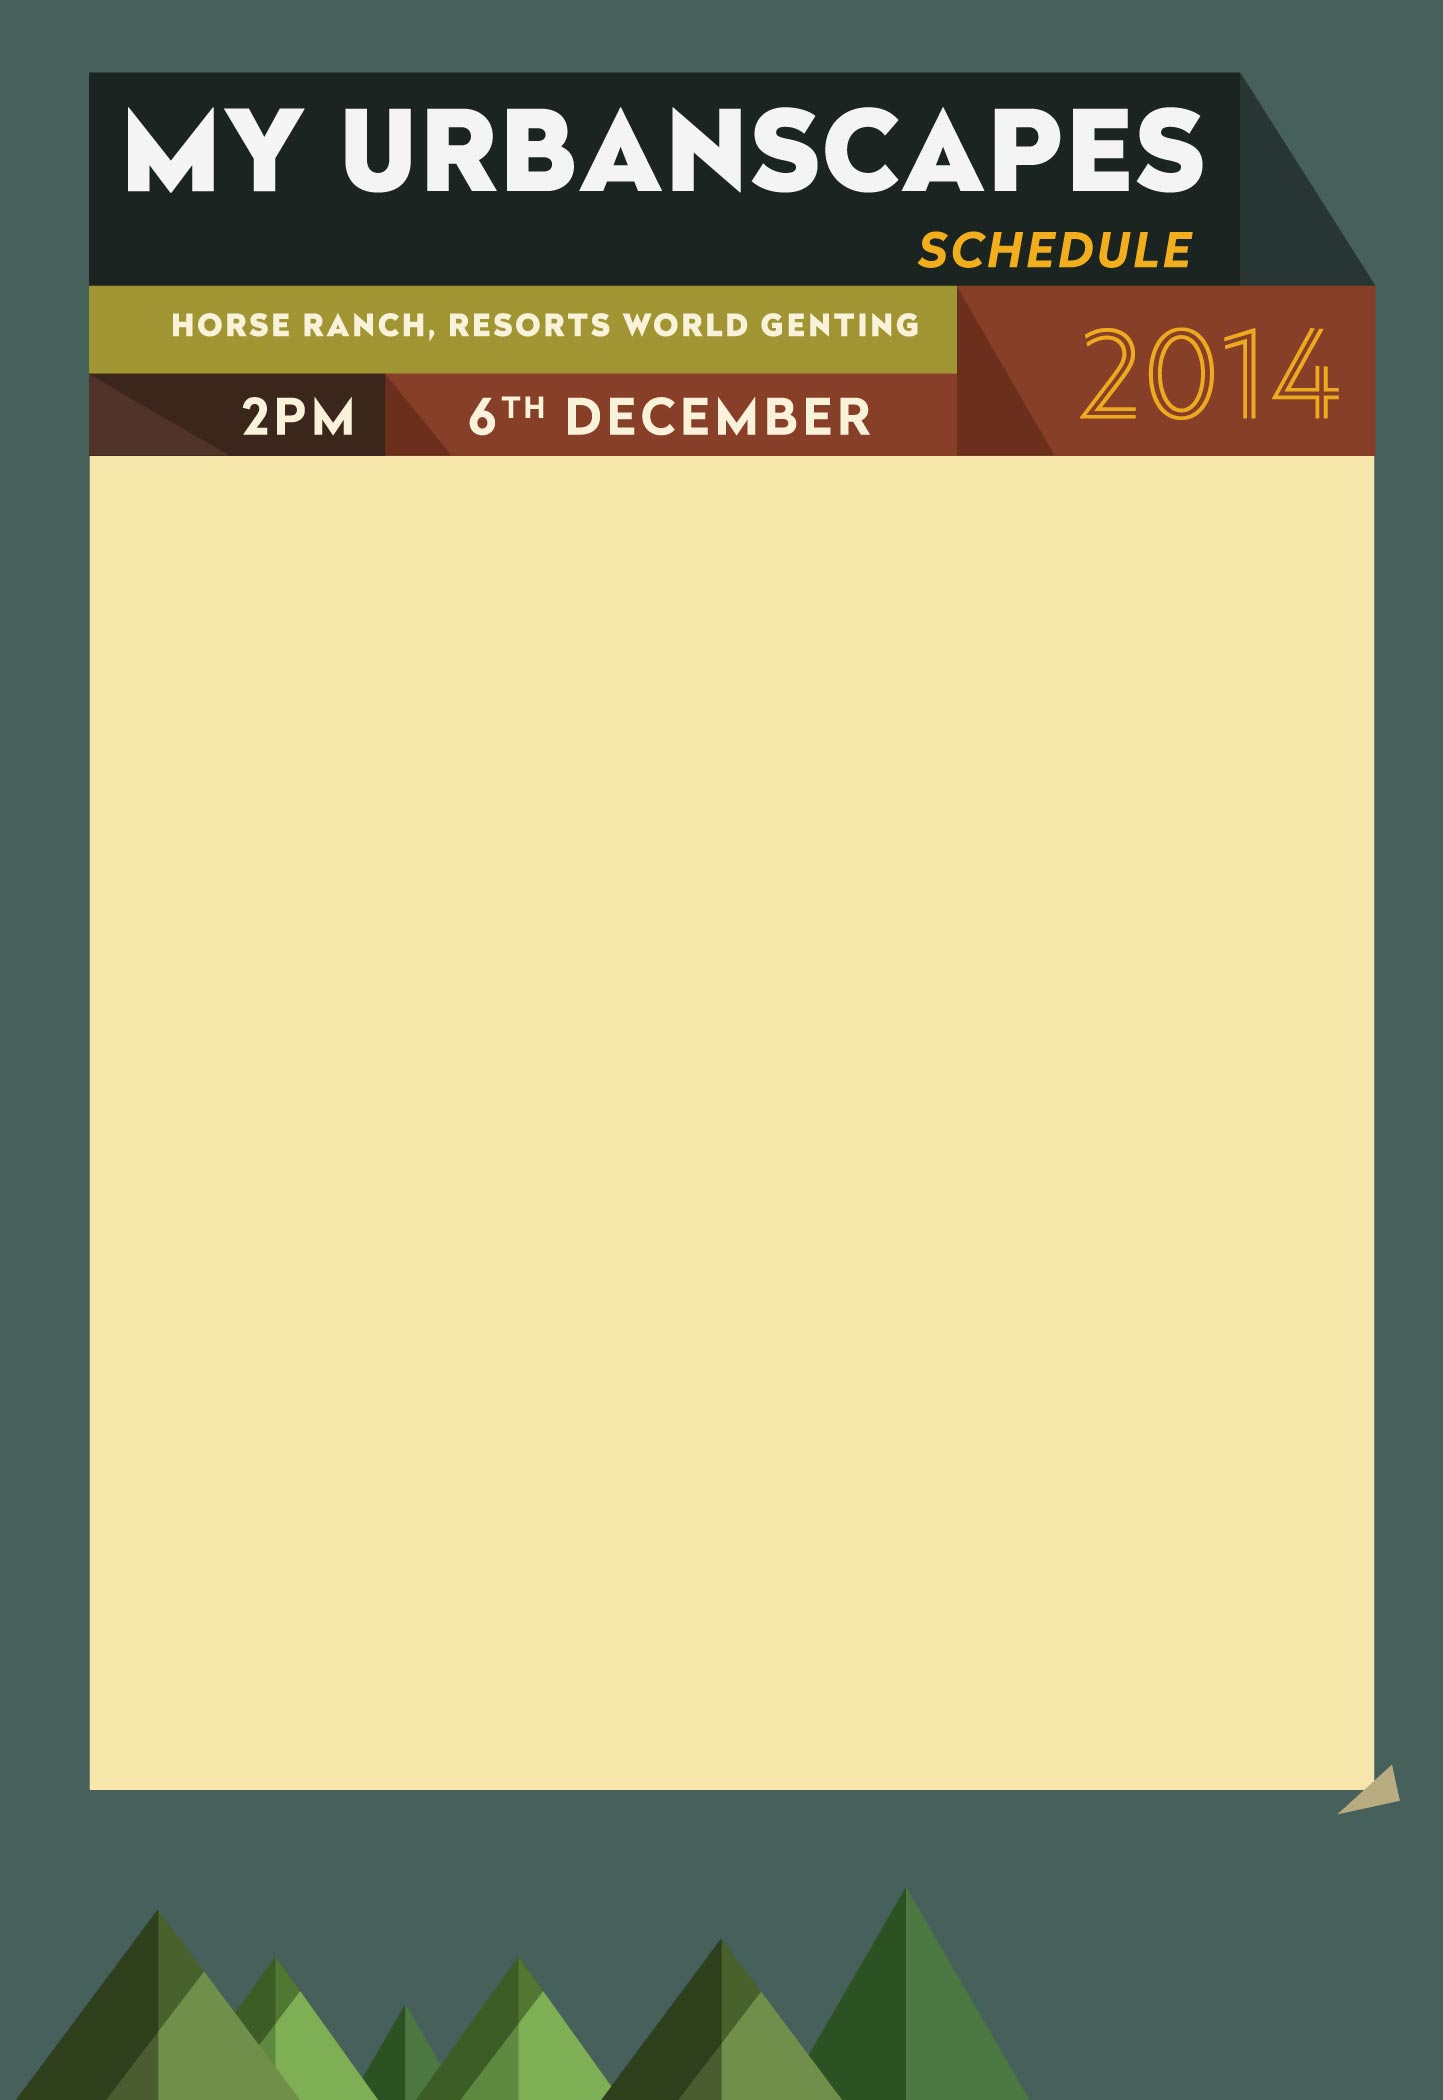 MY URBANSCAPES
SCHEDULE
HORSE RANCH, RESORTS WORLD GENTING
2PM 6TH DECEMBER
2014